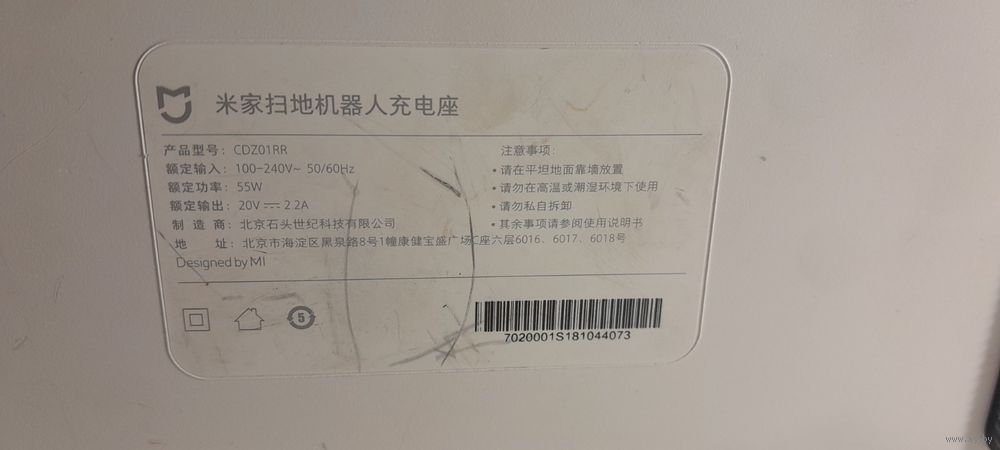 米家扫地机器人充电座
产品型号: CDZ01RR
额定输入: 100-240V~ 50/60Hz
额定功率: 55W
额定输出: 20V ⎓ 2.2A
制 造 商: 北京石头世纪科技有限公司
地 址: 北京市海淀区黑泉路8号1幢康健宝盛广场C座六层6016、6017、6018号
Designed by MI
注意事项:
•请在平坦地面靠墙放置
•请勿在高温或潮湿环境下使用
•请勿私自拆卸
•其余事项请参阅使用说明书
5
7020001S181044073